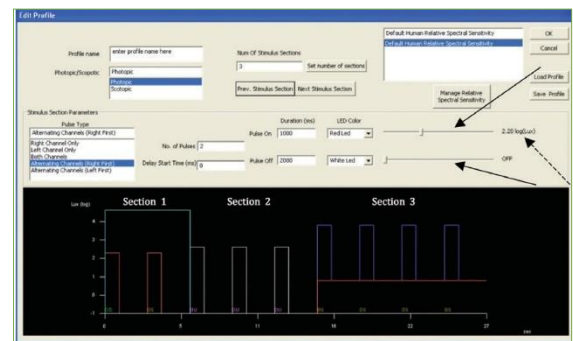 Edit Profile
Default Human Relative Spectral Sensitivity
Default Human Relative Spectral Sensitivity
OK
Cancel
Load Profile
Save Profile
Profile name
enter profile name here
Num Of Stimulus Sections
3
Set number of sections
Photopic/Scotopic
Photopic
Photopic
Scotopic
Prev. Stimulus Section
Next Stimulus Section
Manage Relative
Spectral Sensitivity
Stimulus Section Parameters
Pulse Type
Alternating Channels (Right First)
Right Channel Only
Left Channel Only
Both Channels
Alternating Channels (Right First)
Alternating Channels (Left First)
No. of Pulses
2
Delay Start Time (ms)
0
Duration (ms)
LED Color
Pulse On
1000
Red Led
2.20 log(Lux)
Pulse Off
2000
White Led
OFF
Lux (log)
Section 1
Section 2
Section 3
4
3
2
1
0
-1
0
5
11
16
22
27